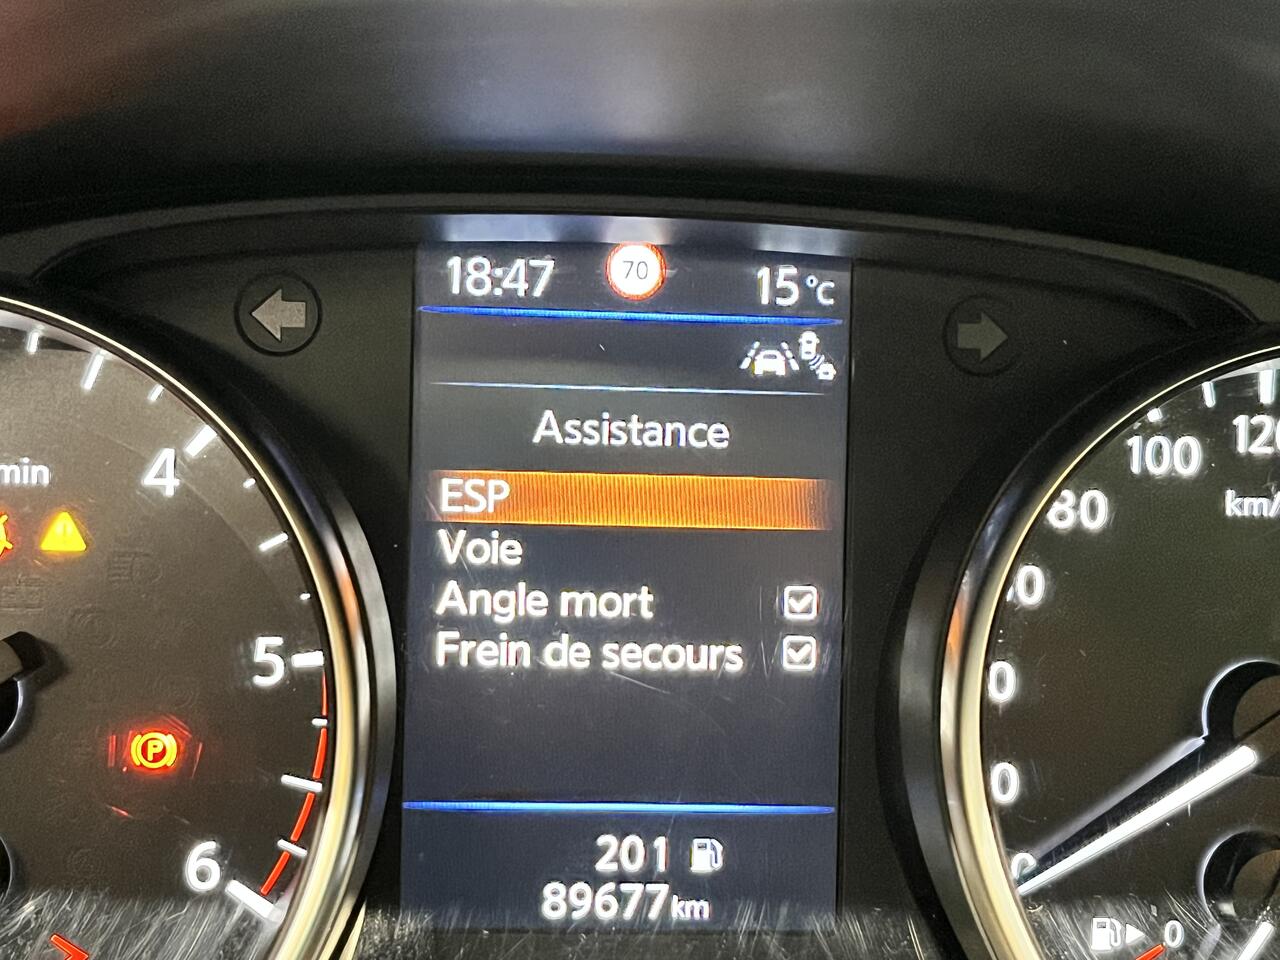 18:47 70 15°C
Assistance
ESP
Voie
Angle mort
Frein de secours
201
89677km
min
4
5
6
P
80
100
km/
0